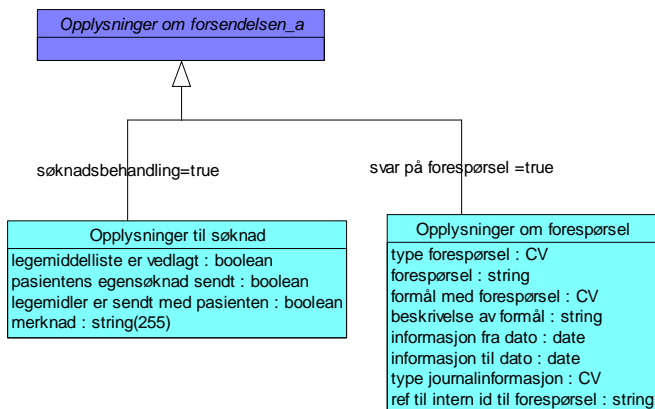 Opplysninger om forsendelsen_a
søknadsbehandling=true
svar på forespørsel =true
Opplysninger til søknad
legemiddelliste er vedlagt : boolean
pasientens egensøknad sendt : boolean
legemidler er sendt med pasienten : boolean
merknad : string(255)
Opplysninger om forespørsel
type forespørsel : CV
forespørsel : string
formål med forespørsel : CV
beskrivelse av formål : string
informasjon fra dato : date
informasjon til dato : date
type journalinformasjon : CV
ref til intern id til forespørsel : string